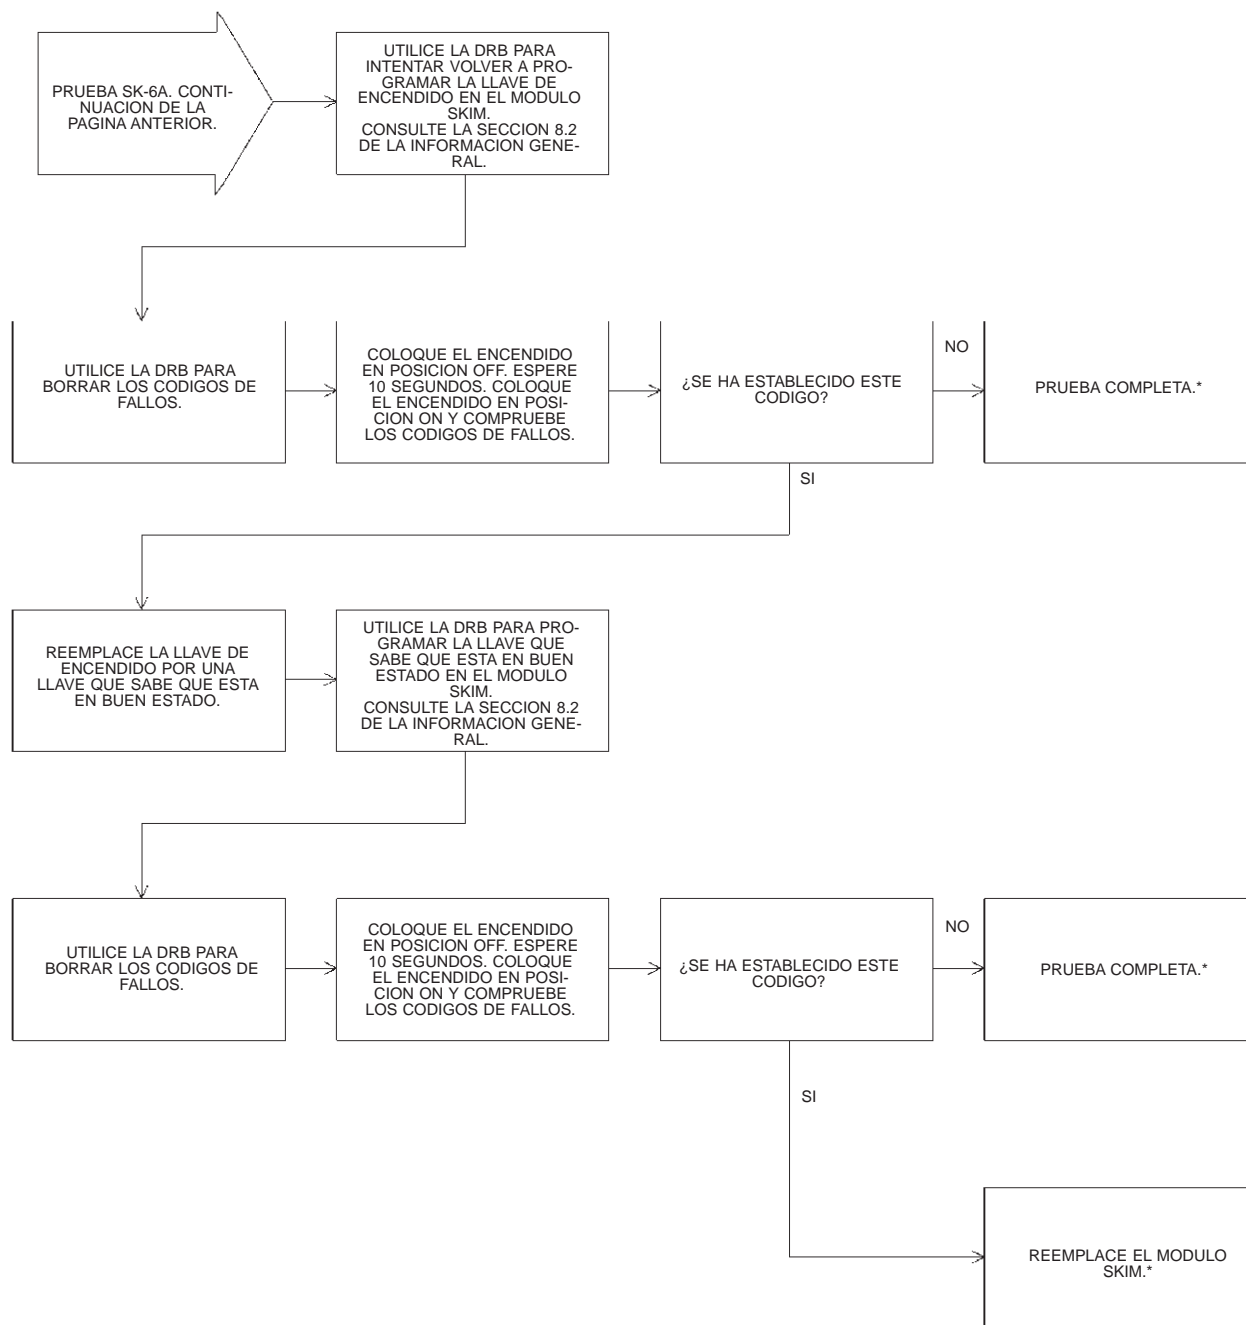 PRUEBA SK-6A. CONTI-
NUACION DE LA
PAGINA ANTERIOR.
UTILICE LA DRB PARA
INTENTAR VOLVER A PRO-
GRAMAR LA LLAVE DE
ENCENDIDO EN EL MODULO
SKIM.
CONSULTE LA SECCION 8.2
DE LA INFORMACION GENE-
RAL.
UTILICE LA DRB PARA
BORRAR LOS CODIGOS DE
FALLOS.
COLOQUE EL ENCENDIDO
EN POSICION OFF. ESPERE
10 SEGUNDOS. COLOQUE
EL ENCENDIDO EN POSI-
CION ON Y COMPRUEBE
LOS CODIGOS DE FALLOS.
¿SE HA ESTABLECIDO ESTE
CODIGO?
NO
PRUEBA COMPLETA.*
SI
REEMPLACE LA LLAVE DE
ENCENDIDO POR UNA
LLAVE QUE SABE QUE ESTA
EN BUEN ESTADO.
UTILICE LA DRB PARA PRO-
GRAMAR LA LLAVE QUE
SABE QUE ESTA EN BUEN
ESTADO EN EL MODULO
SKIM.
CONSULTE LA SECCION 8.2
DE LA INFORMACION GENE-
RAL.
UTILICE LA DRB PARA
BORRAR LOS CODIGOS DE
FALLOS.
COLOQUE EL ENCENDIDO
EN POSICION OFF. ESPERE
10 SEGUNDOS. COLOQUE
EL ENCENDIDO EN POSI-
CION ON Y COMPRUEBE
LOS CODIGOS DE FALLOS.
¿SE HA ESTABLECIDO ESTE
CODIGO?
NO
PRUEBA COMPLETA.*
SI
REEMPLACE EL MODULO
SKIM.*